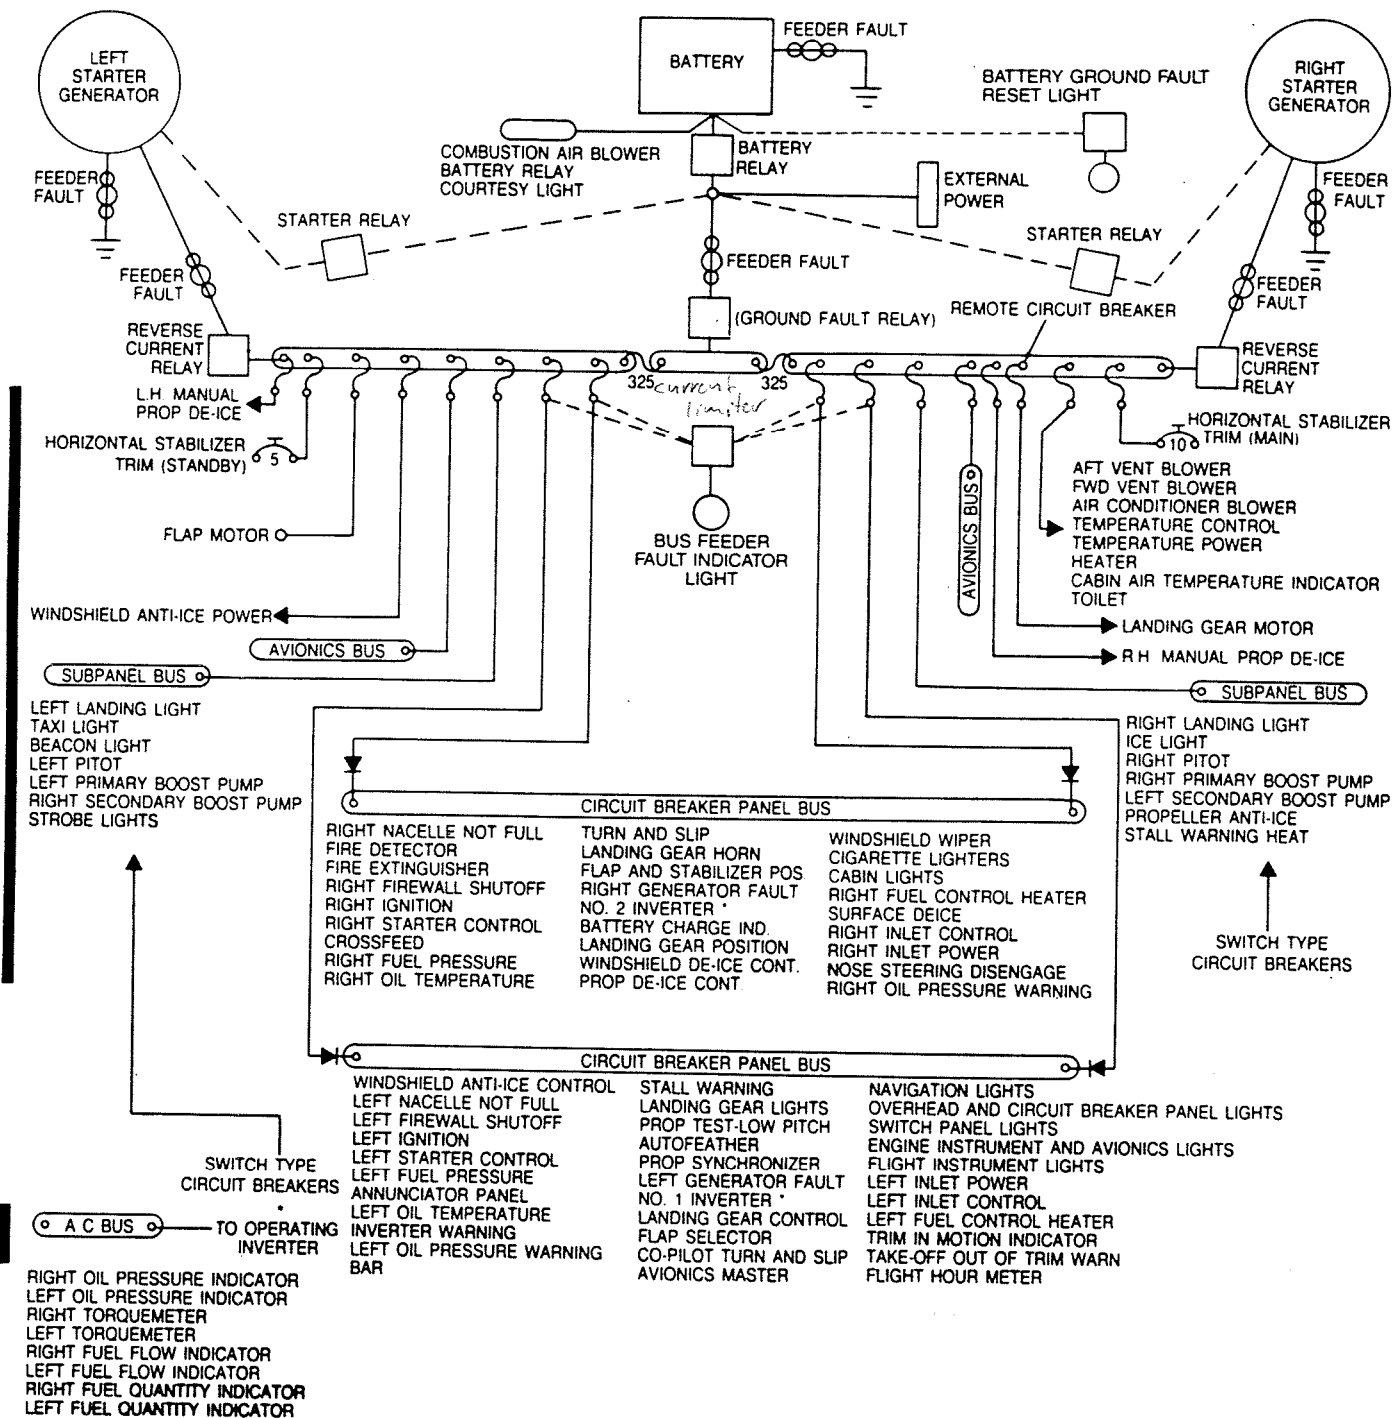 LEFT
STARTER
GENERATOR
BATTERY
FEEDER FAULT
BATTERY GROUND FAULT
RESET LIGHT
RIGHT
STARTER
GENERATOR
COMBUSTION AIR BLOWER
BATTERY RELAY
COURTESY LIGHT
BATTERY
RELAY
EXTERNAL
POWER
FEEDER
FAULT
FEEDER
FAULT
STARTER RELAY
STARTER RELAY
FEEDER
FAULT
FEEDER FAULT
FEEDER
FAULT
REMOTE CIRCUIT BREAKER
(GROUND FAULT RELAY)
REVERSE
CURRENT
RELAY
REVERSE
CURRENT
RELAY
325
current
limiter
325
L.H. MANUAL
PROP DE-ICE
HORIZONTAL STABILIZER
TRIM (STANDBY)
5
HORIZONTAL STABILIZER
TRIM (MAIN)
10
FLAP MOTOR
BUS FEEDER
FAULT INDICATOR
LIGHT
AVIONICS BUS
AFT VENT BLOWER
FWD VENT BLOWER
AIR CONDITIONER BLOWER
TEMPERATURE CONTROL
TEMPERATURE POWER
HEATER
CABIN AIR TEMPERATURE INDICATOR
TOILET
WINDSHIELD ANTI-ICE POWER
LANDING GEAR MOTOR
AVIONICS BUS
R H MANUAL PROP DE-ICE
SUBPANEL BUS
SUBPANEL BUS
LEFT LANDING LIGHT
TAXI LIGHT
BEACON LIGHT
LEFT PITOT
LEFT PRIMARY BOOST PUMP
RIGHT SECONDARY BOOST PUMP
STROBE LIGHTS
RIGHT LANDING LIGHT
ICE LIGHT
RIGHT PITOT
RIGHT PRIMARY BOOST PUMP
LEFT SECONDARY BOOST PUMP
PROPELLER ANTI-ICE
STALL WARNING HEAT
CIRCUIT BREAKER PANEL BUS
RIGHT NACELLE NOT FULL
FIRE DETECTOR
FIRE EXTINGUISHER
RIGHT FIREWALL SHUTOFF
RIGHT IGNITION
RIGHT STARTER CONTROL
CROSSFEED
RIGHT FUEL PRESSURE
RIGHT OIL TEMPERATURE
TURN AND SLIP
LANDING GEAR HORN
FLAP AND STABILIZER POS
RIGHT GENERATOR FAULT
NO. 2 INVERTER *
BATTERY CHARGE IND.
LANDING GEAR POSITION
WINDSHIELD DE-ICE CONT.
PROP DE-ICE CONT
WINDSHIELD WIPER
CIGARETTE LIGHTERS
CABIN LIGHTS
RIGHT FUEL CONTROL HEATER
SURFACE DEICE
RIGHT INLET CONTROL
RIGHT INLET POWER
NOSE STEERING DISENGAGE
RIGHT OIL PRESSURE WARNING
SWITCH TYPE
CIRCUIT BREAKERS
CIRCUIT BREAKER PANEL BUS
WINDSHIELD ANTI-ICE CONTROL
LEFT NACELLE NOT FULL
LEFT FIREWALL SHUTOFF
LEFT IGNITION
LEFT STARTER CONTROL
LEFT FUEL PRESSURE
ANNUNCIATOR PANEL
LEFT OIL TEMPERATURE
INVERTER WARNING
LEFT OIL PRESSURE WARNING
BAR
STALL WARNING
LANDING GEAR LIGHTS
PROP TEST-LOW PITCH
AUTOFEATHER
PROP SYNCHRONIZER
LEFT GENERATOR FAULT
NO. 1 INVERTER *
LANDING GEAR CONTROL
FLAP SELECTOR
CO-PILOT TURN AND SLIP
AVIONICS MASTER
NAVIGATION LIGHTS
OVERHEAD AND CIRCUIT BREAKER PANEL LIGHTS
SWITCH PANEL LIGHTS
ENGINE INSTRUMENT AND AVIONICS LIGHTS
FLIGHT INSTRUMENT LIGHTS
LEFT INLET POWER
LEFT INLET CONTROL
LEFT FUEL CONTROL HEATER
TRIM IN MOTION INDICATOR
TAKE-OFF OUT OF TRIM WARN
FLIGHT HOUR METER
SWITCH TYPE
CIRCUIT BREAKERS
*
A C BUS
TO OPERATING
INVERTER
RIGHT OIL PRESSURE INDICATOR
LEFT OIL PRESSURE INDICATOR
RIGHT TORQUEMETER
LEFT TORQUEMETER
RIGHT FUEL FLOW INDICATOR
LEFT FUEL FLOW INDICATOR
RIGHT FUEL QUANTITY INDICATOR
LEFT FUEL QUANTITY INDICATOR